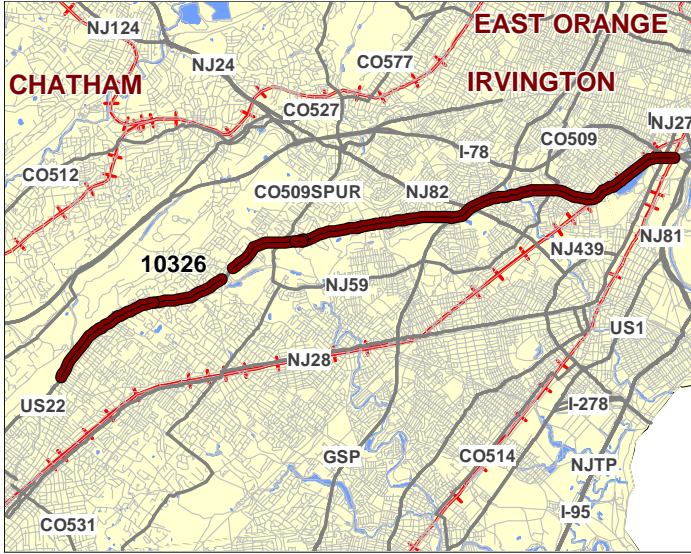 NJ124
EAST ORANGE
NJ24
CO577
CHATHAM
IRVINGTON
CO527
NJ27
CO509
I-78
CO512
CO509SPUR
NJ82
NJ81
NJ439
10326
NJ59
US1
NJ28
US22
I-278
GSP
CO514
NJTP
I-95
CO531